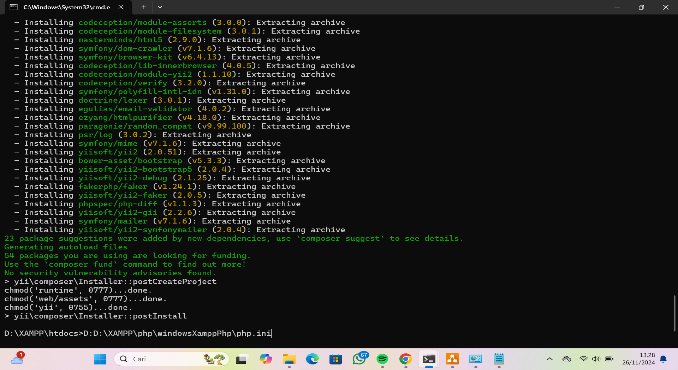 C:\Windows\System32\cmd.e
- Installing codeception/module-asserts (3.0.0): Extracting archive
- Installing codeception/module-filesystem (3.0.1): Extracting archive
- Installing masterminds/html5 (2.9.0): Extracting archive
- Installing symfony/dom-crawler (v7.1.6): Extracting archive
- Installing symfony/browser-kit (v6.4.13): Extracting archive
- Installing codeception/lib-innerbrowser (4.0.5): Extracting archive
- Installing codeception/module-yii2 (1.1.10): Extracting archive
- Installing codeception/verify (3.2.0): Extracting archive
- Installing symfony/polyfill-intl-idn (v1.31.0): Extracting archive
- Installing doctrine/lexer (3.0.1): Extracting archive
- Installing egulias/email-validator (4.0.2): Extracting archive
- Installing ezyang/htmlpurifier (v4.18.0): Extracting archive
- Installing paragonie/random_compat (v9.99.100): Extracting archive
- Installing psr/log (3.0.2): Extracting archive
- Installing symfony/mime (v7.1.6): Extracting archive
- Installing yiisoft/yii2 (2.0.51): Extracting archive
- Installing bower-asset/bootstrap (v5.3.3): Extracting archive
- Installing yiisoft/yii2-bootstrap5 (2.0.4): Extracting archive
- Installing yiisoft/yii2-debug (2.1.25): Extracting archive
- Installing fakerphp/faker (v1.24.1): Extracting archive
- Installing yiisoft/yii2-faker (2.0.5): Extracting archive
- Installing phpspec/php-diff (v1.1.3): Extracting archive
- Installing yiisoft/yii2-gii (2.2.6): Extracting archive
- Installing symfony/mailer (v7.1.6): Extracting archive
- Installing yiisoft/yii2-symfonymailer (2.0.4): Extracting archive
23 package suggestions were added by new dependencies, use `composer suggest` to see details.
Generating autoload files
54 packages you are using are looking for funding.
Use the `composer fund` command to find out more!
No security vulnerability advisories found.
> yii\composer\Installer::postCreateProject
chmod('runtime', 0777)...done.
chmod('web/assets', 0777)...done.
chmod('yii', 0755)...done.
> yii\composer\Installer::postInstall
D:\XAMPP\htdocs>D:D:\XAMPP\php\windowsXamppPhp\php.ini
1
Cari
67
13.28
26/11/2024